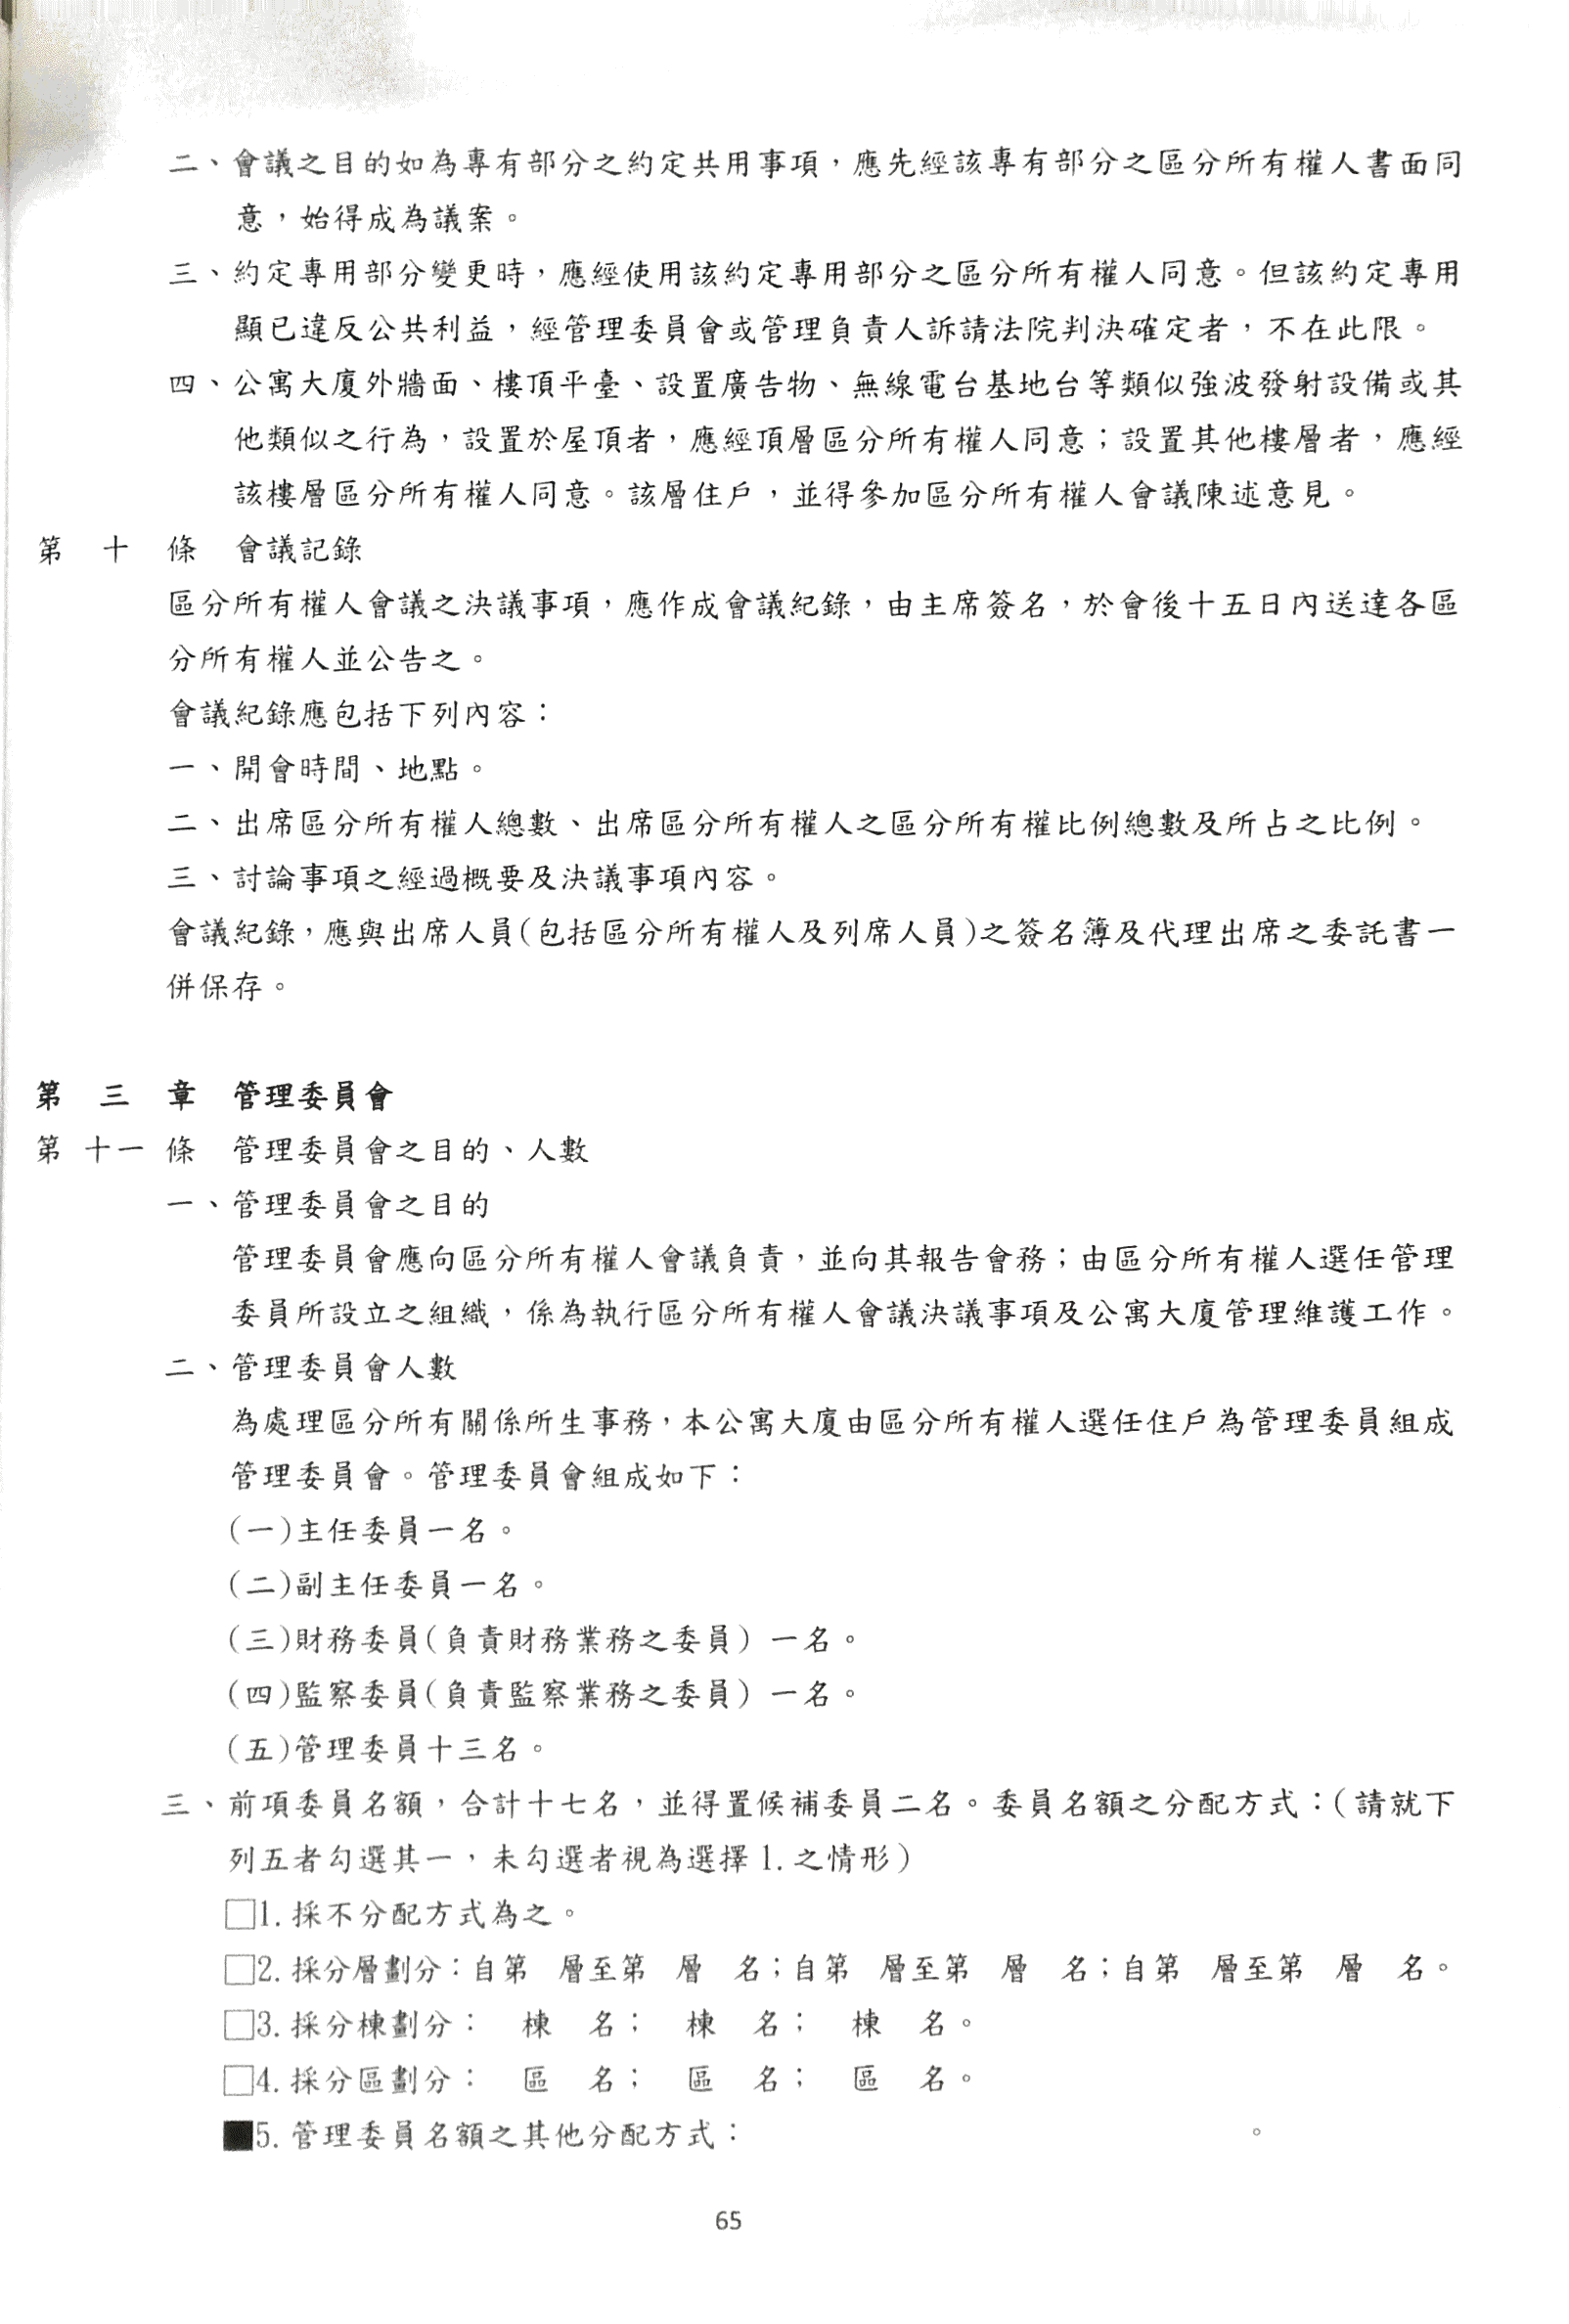 二、會議之目的如為專有部分之約定共用事項，應先經該專有部分之區分所有權人書面同
意，始得成為議案。
三、約定專用部分變更時，應經使用該約定專用部分之區分所有權人同意。但該約定專用
顯已違反公共利益，經管理委員會或管理負責人訴請法院判決確定者，不在此限。
四、公寓大廈外牆面、樓頂平臺、設置廣告物、無線電台基地台等類似強波發射設備或其
他類似之行為，設置於屋頂者，應經頂層區分所有權人同意；設置其他樓層者，應經
該樓層區分所有權人同意。該層住戶，並得參加區分所有權人會議陳述意見。
第 十 條 會議記錄
區分所有權人會議之決議事項，應作成會議紀錄，由主席簽名，於會後十五日內送達各區
分所有權人並公告之。
會議紀錄應包括下列內容：
一、開會時間、地點。
二、出席區分所有權人總數、出席區分所有權人之區分所有權比例總數及所占之比例。
三、討論事項之經過概要及決議事項內容。
會議紀錄，應與出席人員(包括區分所有權人及列席人員)之簽名簿及代理出席之委託書一
併保存。
第 三 章 管理委員會
第 十一 條 管理委員會之目的、人數
一、管理委員會之目的
管理委員會應向區分所有權人會議負責，並向其報告會務；由區分所有權人選任管理
委員所設立之組織，係為執行區分所有權人會議決議事項及公寓大廈管理維護工作。
二、管理委員會人數
為處理區分所有關係所生事務，本公寓大廈由區分所有權人選任住戶為管理委員組成
管理委員會。管理委員會組成如下：
(一)主任委員一名。
(二)副主任委員一名。
(三)財務委員(負責財務業務之委員) 一名。
(四)監察委員(負責監察業務之委員) 一名。
(五)管理委員十三名。
三、前項委員名額，合計十七名，並得置候補委員二名。委員名額之分配方式：(請就下
列五者勾選其一，未勾選者視為選擇 1.之情形)
□1.採不分配方式為之。
□2.採分層劃分：自第 層至第 層 名；自第 層至第 層 名；自第 層至第 層 名。
□3.採分棟劃分： 棟 名； 棟 名； 棟 名。
□4.採分區劃分： 區 名； 區 名； 區 名。
■5.管理委員名額之其他分配方式： 。
65